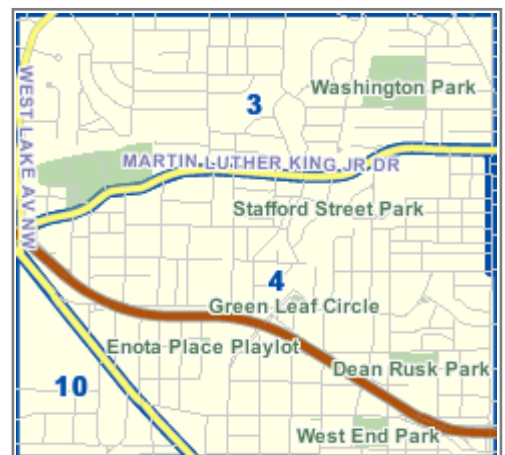 Washington Park
3
WEST LAKE AV NW
MARTIN LUTHER KING JR DR
Stafford Street Park
4
Green Leaf Circle
Enota Place Playlot
Dean Rusk Park
10
West End Park